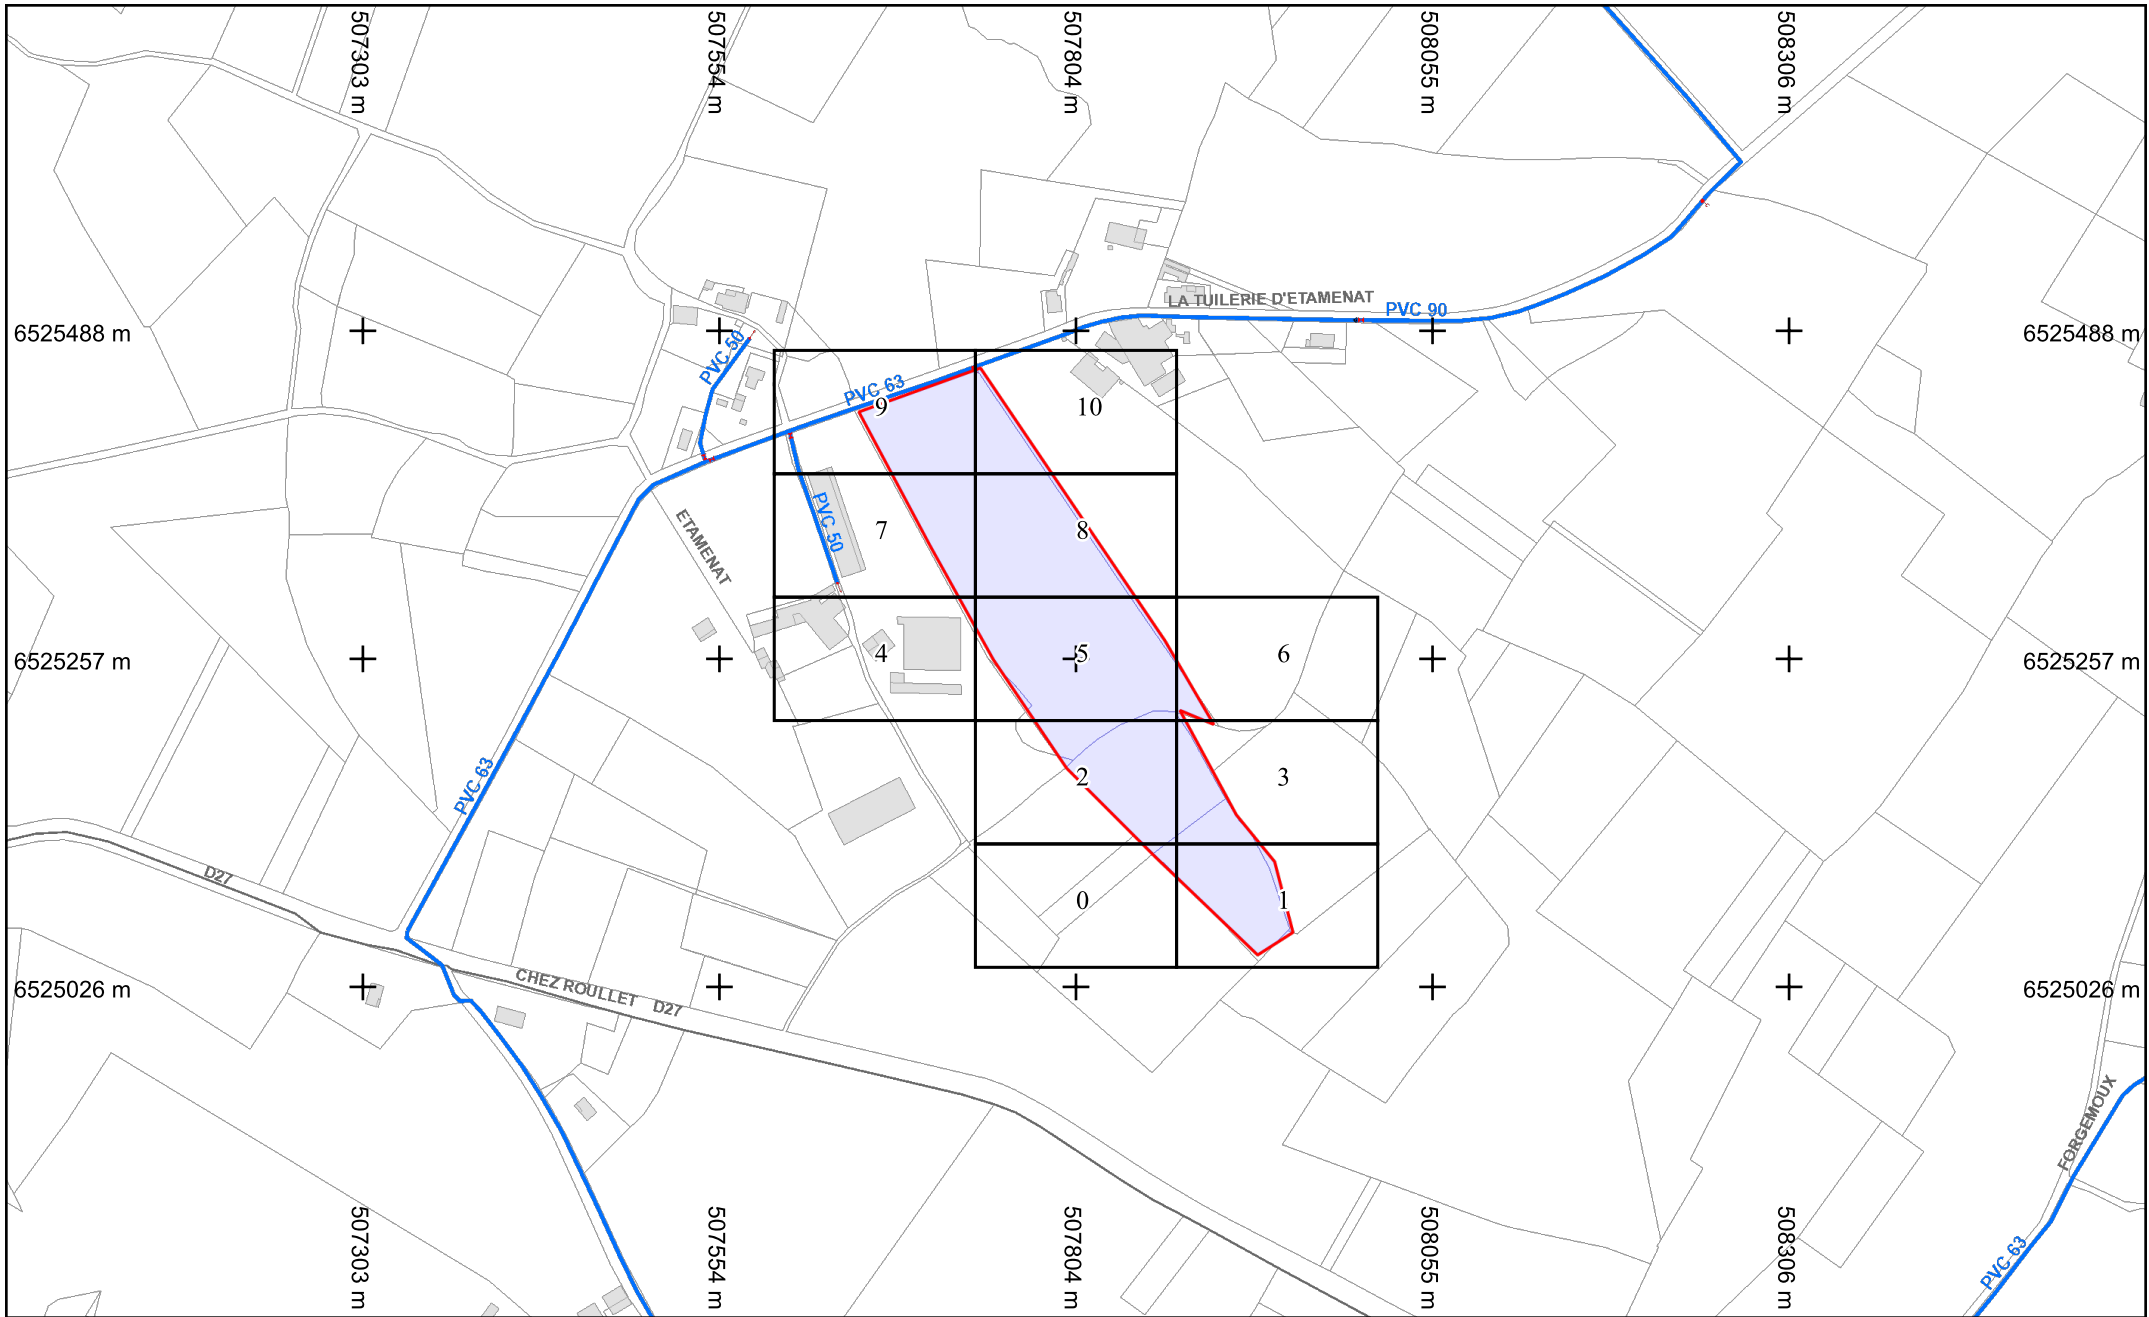 507303 m
507554 m
507804 m
508055 m
508306 m
LA TUILERIE D'ETAMENAT
PVC 90
6525488 m
6525488 m
PVC 50
PVC 63
9
10
PVC 50
7
8
ETAMENAT
4
5
6
6525257 m
6525257 m
PVC 63
2
3
D27
0
1
CHEZ ROULLET
D27
6525026 m
6525026 m
FORGEMOUX
PVC 63
507303 m
507554 m
507804 m
508055 m
508306 m